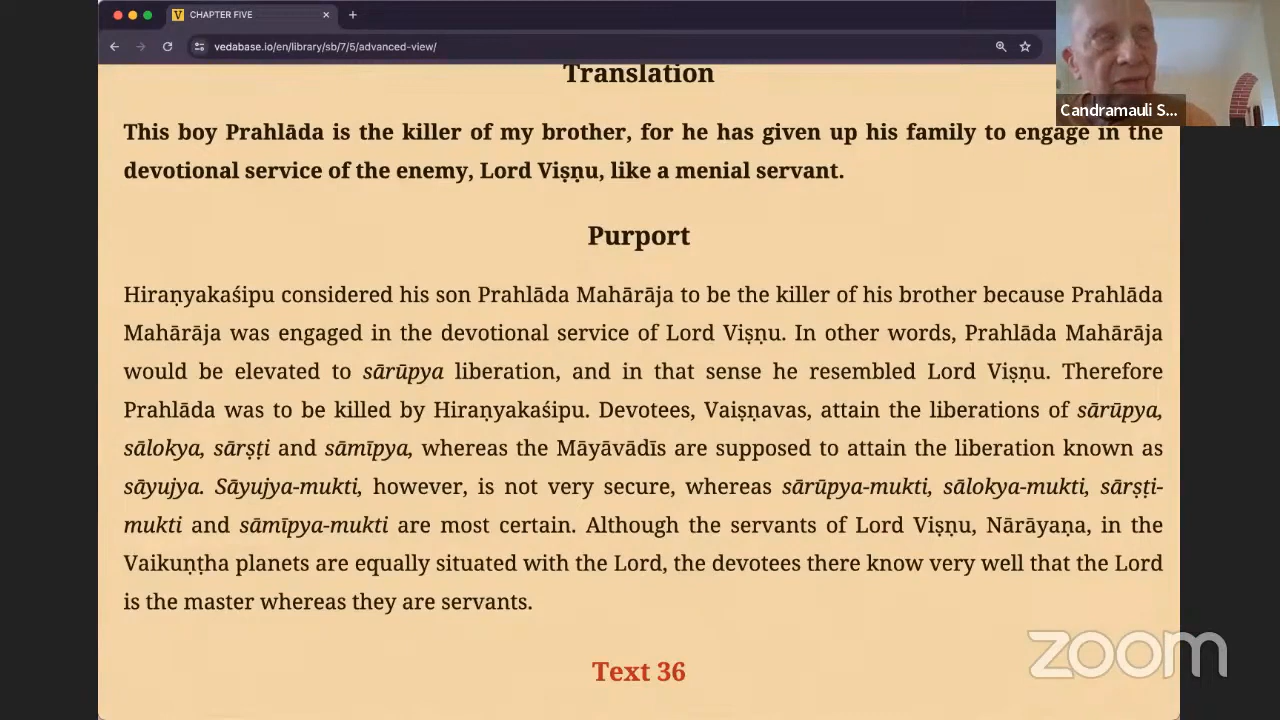 CHAPTER FIVE
vedabase.io/en/library/sb/7/5/advanced-view/
Candramauli S...
Translation
This boy Prahlāda is the killer of my brother, for he has given up his family to engage in the
devotional service of the enemy, Lord Viṣṇu, like a menial servant.
Purport
Hiraṇyakaśipu considered his son Prahlāda Mahārāja to be the killer of his brother because Prahlāda
Mahārāja was engaged in the devotional service of Lord Viṣṇu. In other words, Prahlāda Mahārāja
would be elevated to sārūpya liberation, and in that sense he resembled Lord Viṣṇu. Therefore
Prahlāda was to be killed by Hiraṇyakaśipu. Devotees, Vaiṣṇavas, attain the liberations of sārūpya,
sālokya, sārṣṭi and sāmīpya, whereas the Māyāvādīs are supposed to attain the liberation known as
sāyujya. Sāyujya-mukti, however, is not very secure, whereas sārūpya-mukti, sālokya-mukti, sārṣṭi-
mukti and sāmīpya-mukti are most certain. Although the servants of Lord Viṣṇu, Nārāyaṇa, in the
Vaikuṇṭha planets are equally situated with the Lord, the devotees there know very well that the Lord
is the master whereas they are servants.
Text 36
zoom